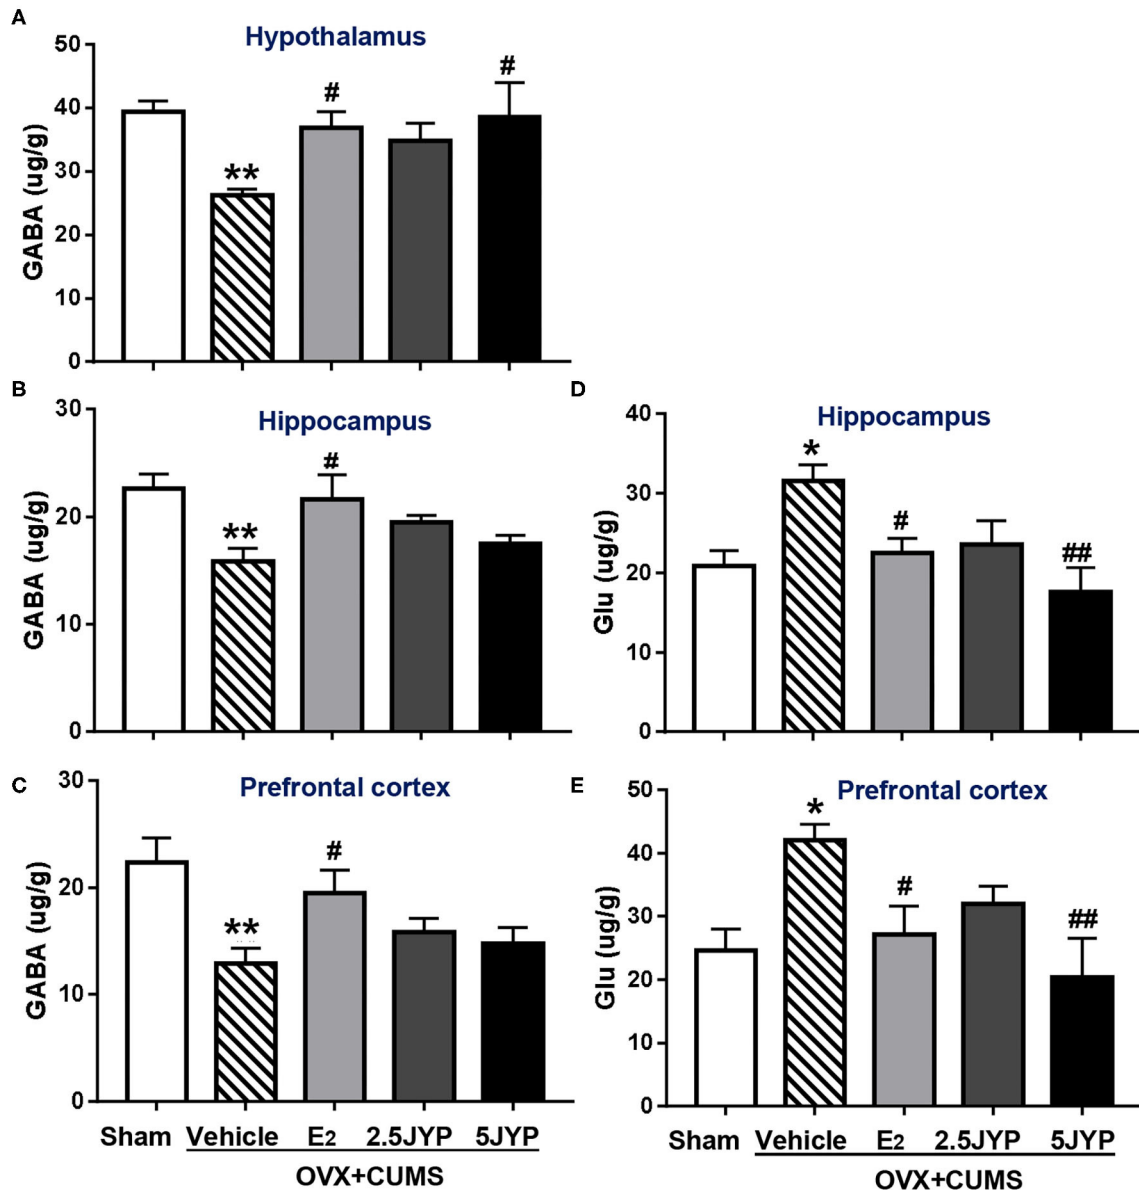 A
Hypothalamus
GABA (ug/g)
50
40
30
20
10
0
**
#
#
B
Hippocampus
GABA (ug/g)
30
20
10
0
**
#
D
Hippocampus
Glu (ug/g)
40
30
20
10
0
*
#
##
C
Prefrontal cortex
GABA (ug/g)
30
20
10
0
**
#
Sham Vehicle E2 2.5JYP 5JYP
OVX+CUMS
E
Prefrontal cortex
Glu (ug/g)
50
40
30
20
10
0
*
#
##
Sham Vehicle E2 2.5JYP 5JYP
OVX+CUMS